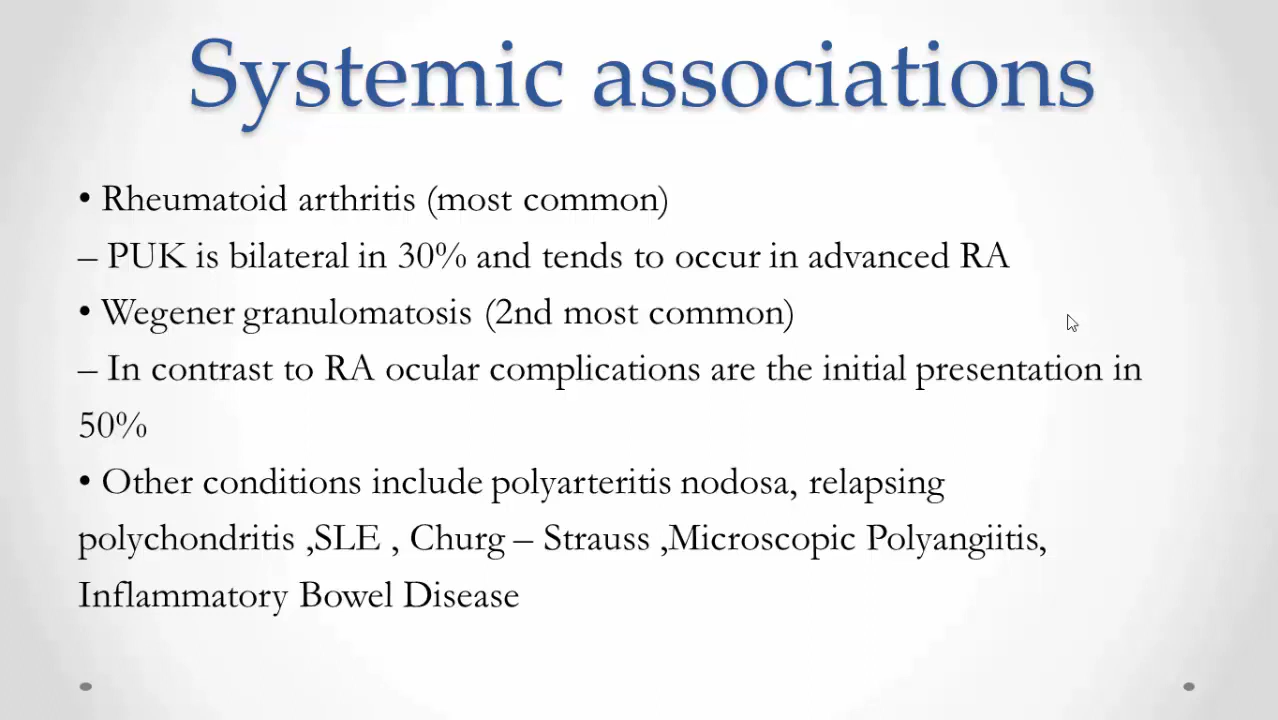 Systemic associations
• Rheumatoid arthritis (most common)
– PUK is bilateral in 30% and tends to occur in advanced RA
• Wegener granulomatosis (2nd most common)
– In contrast to RA ocular complications are the initial presentation in
50%
• Other conditions include polyarteritis nodosa, relapsing
polychondritis ,SLE , Churg – Strauss ,Microscopic Polyangiitis,
Inflammatory Bowel Disease